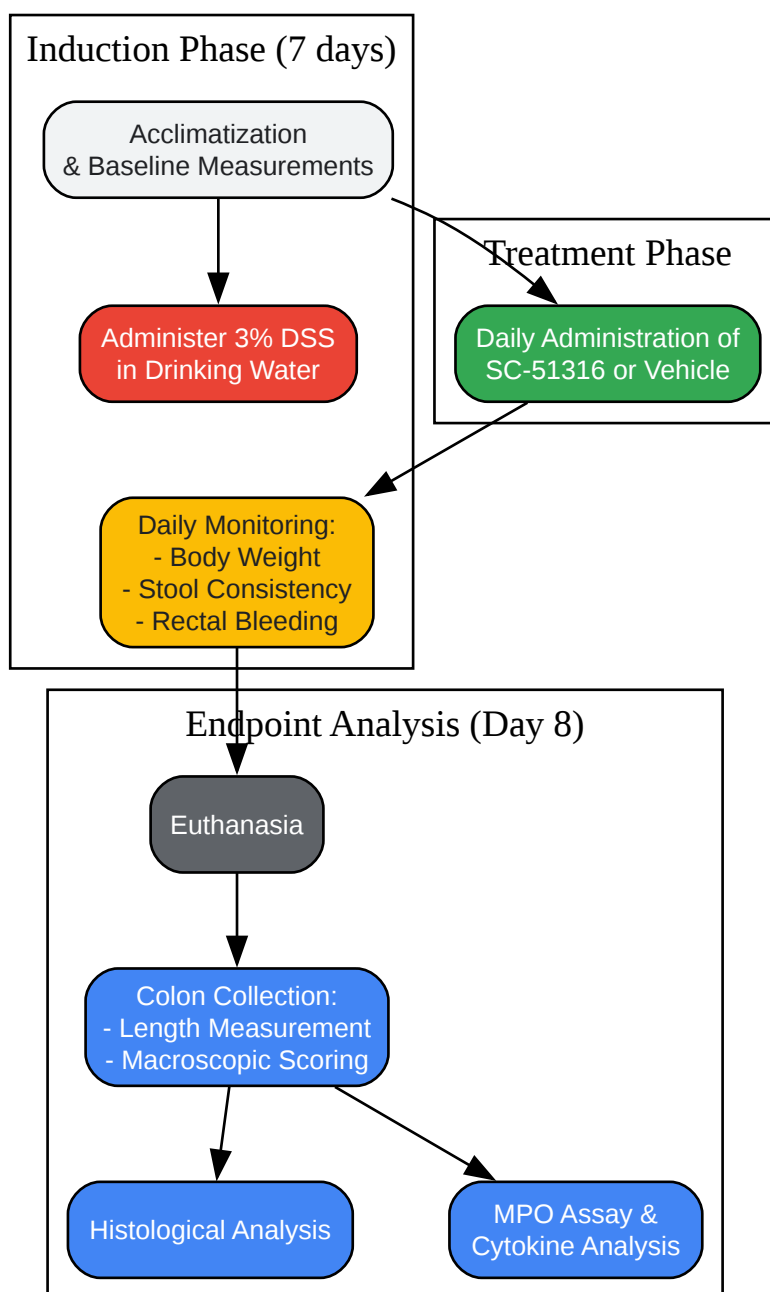 Induction Phase (7 days)
Acclimatization
& Baseline Measurements
Treatment Phase
Administer 3% DSS
in Drinking Water
Daily Administration of
SC-51316 or Vehicle
Daily Monitoring:
- Body Weight
- Stool Consistency
- Rectal Bleeding
Endpoint Analysis (Day 8)
Euthanasia
Colon Collection:
- Length Measurement
- Macroscopic Scoring
Histological Analysis
MPO Assay &
Cytokine Analysis